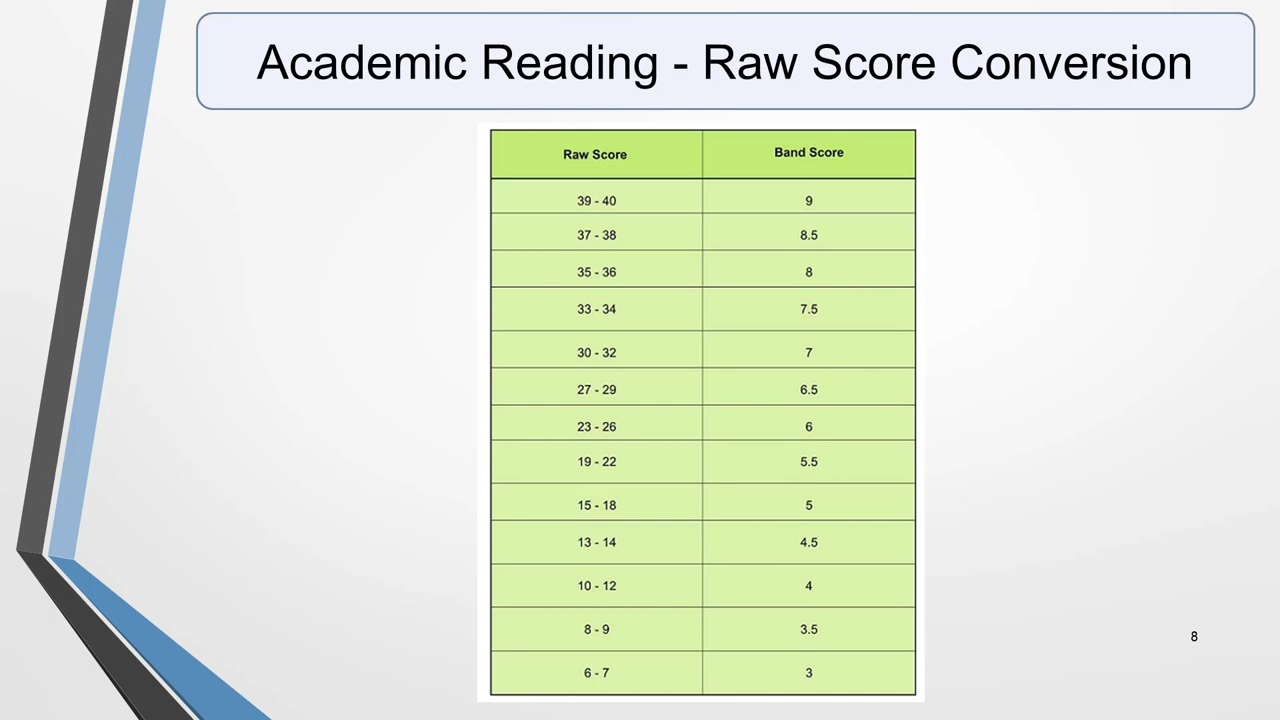 Academic Reading - Raw Score Conversion
Raw Score Band Score
39 - 40 9
37 - 38 8.5
35 - 36 8
33 - 34 7.5
30 - 32 7
27 - 29 6.5
23 - 26 6
19 - 22 5.5
15 - 18 5
13 - 14 4.5
10 - 12 4
8 - 9 3.5
6 - 7 3
8